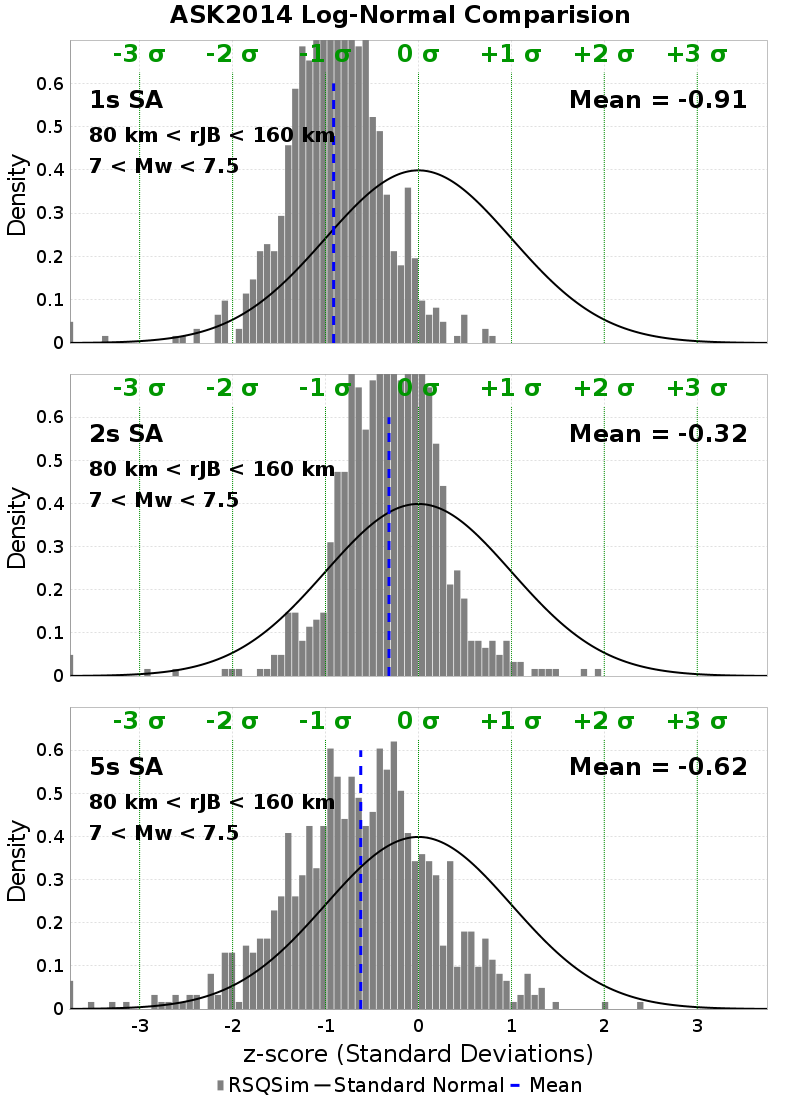 ASK2014 Log-Normal Comparision
-3 σ -2 σ -1 σ 0 σ +1 σ +2 σ +3 σ
1s SA
Mean = -0.91
80 km < rJB < 160 km
7 < Mw < 7.5
Density
0.6
0.5
0.4
0.3
0.2
0.1
0
-3 σ -2 σ -1 σ 0 σ +1 σ +2 σ +3 σ
2s SA
Mean = -0.32
80 km < rJB < 160 km
7 < Mw < 7.5
Density
0.6
0.5
0.4
0.3
0.2
0.1
0
-3 σ -2 σ -1 σ 0 σ +1 σ +2 σ +3 σ
5s SA
Mean = -0.62
80 km < rJB < 160 km
7 < Mw < 7.5
Density
0.6
0.5
0.4
0.3
0.2
0.1
0
-3 -2 -1 0 1 2 3
z-score (Standard Deviations)
RSQSim Standard Normal Mean